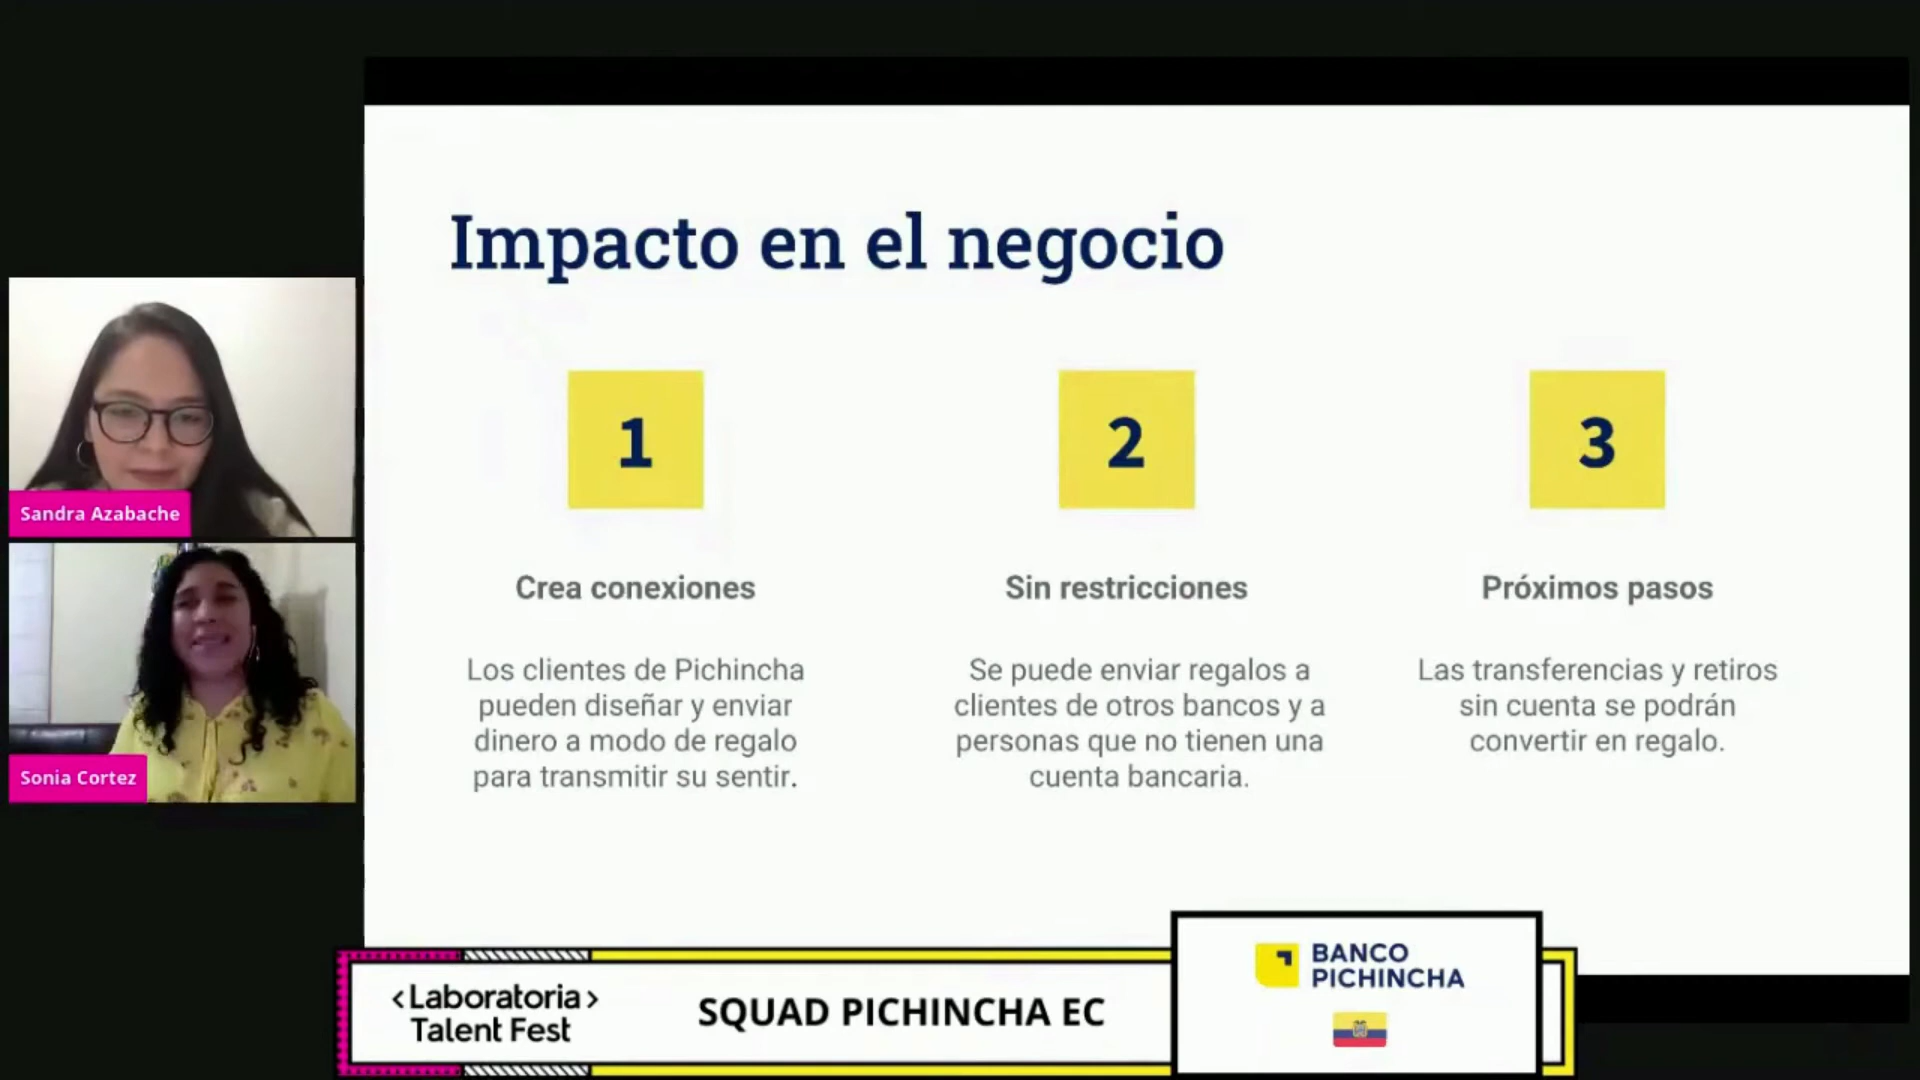 Impacto en el negocio
1
2
3
Crea conexiones
Los clientes de Pichincha
pueden diseñar y enviar
dinero a modo de regalo
para transmitir su sentir.
Sin restricciones
Se puede enviar regalos a
clientes de otros bancos y a
personas que no tienen una
cuenta bancaria.
Próximos pasos
Las transferencias y retiros
sin cuenta se podrán
convertir en regalo.
Sandra Azabache
Sonia Cortez
<Laboratoria>
Talent Fest
SQUAD PICHINCHA EC
BANCO
PICHINCHA